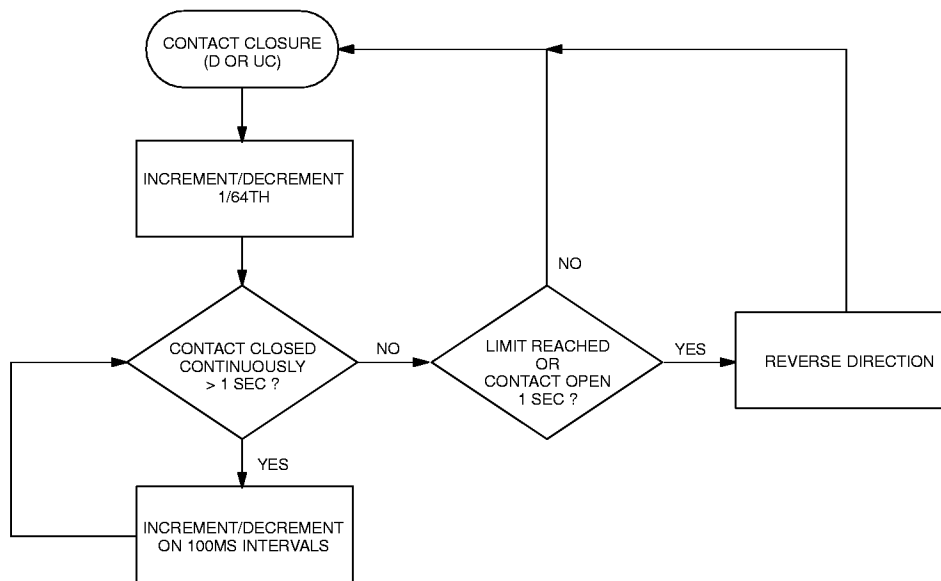 CONTACT CLOSURE
(D OR UC)
INCREMENT/DECREMENT
1/64TH
CONTACT CLOSED
CONTINUOUSLY
> 1 SEC ?
NO
LIMIT REACHED
OR
CONTACT OPEN
1 SEC ?
NO
YES
REVERSE DIRECTION
YES
INCREMENT/DECREMENT
ON 100MS INTERVALS